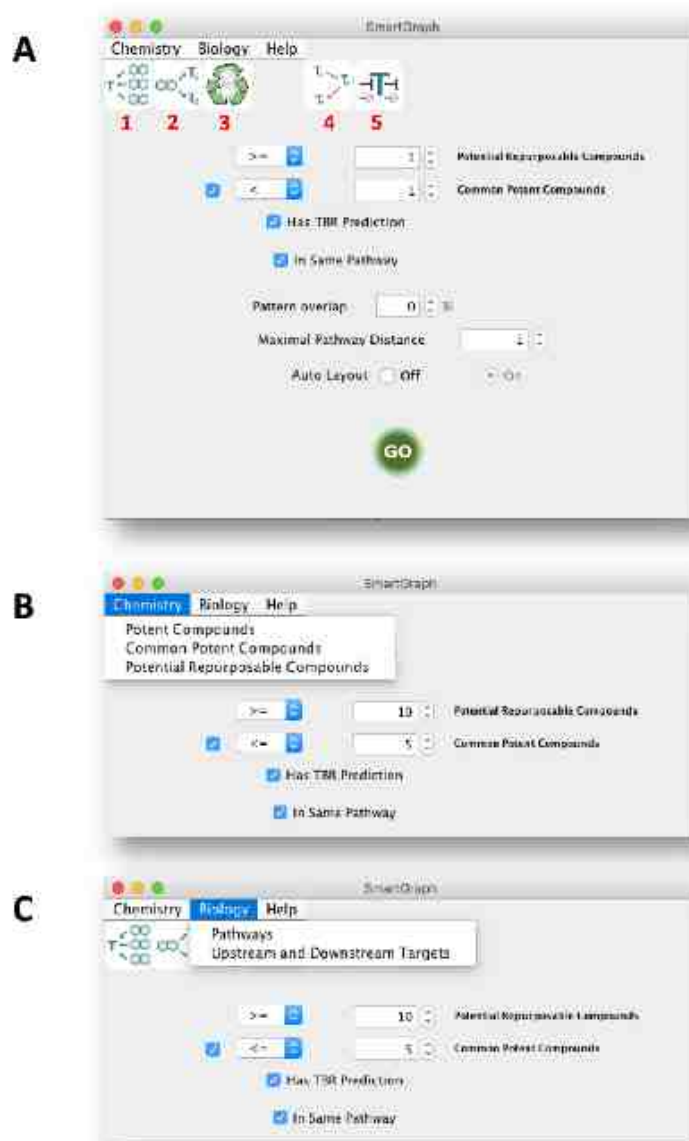 A
SmartGraph
Chemistry Biology Help
1 2 3 4 5
>= 1 Potential Repurposable Compounds
< 1 Common Potent Compounds
Has TBR Prediction
In Same Pathway
Pattern overlap 0 %
Maximal Pathway Distance 1
Auto Layout Off On
GO
B
SmartGraph
Chemistry Biology Help
Potent Compounds
Common Potent Compounds
Potential Repurposable Compounds
>= 10 Potential Repurposable Compounds
<= 5 Common Potent Compounds
Has TBR Prediction
In Same Pathway
C
SmartGraph
Chemistry Biology Help
Pathways
Upstream and Downstream Targets
>= 10 Potential Repurposable Compounds
<= 5 Common Potent Compounds
Has TBR Prediction
In Same Pathway